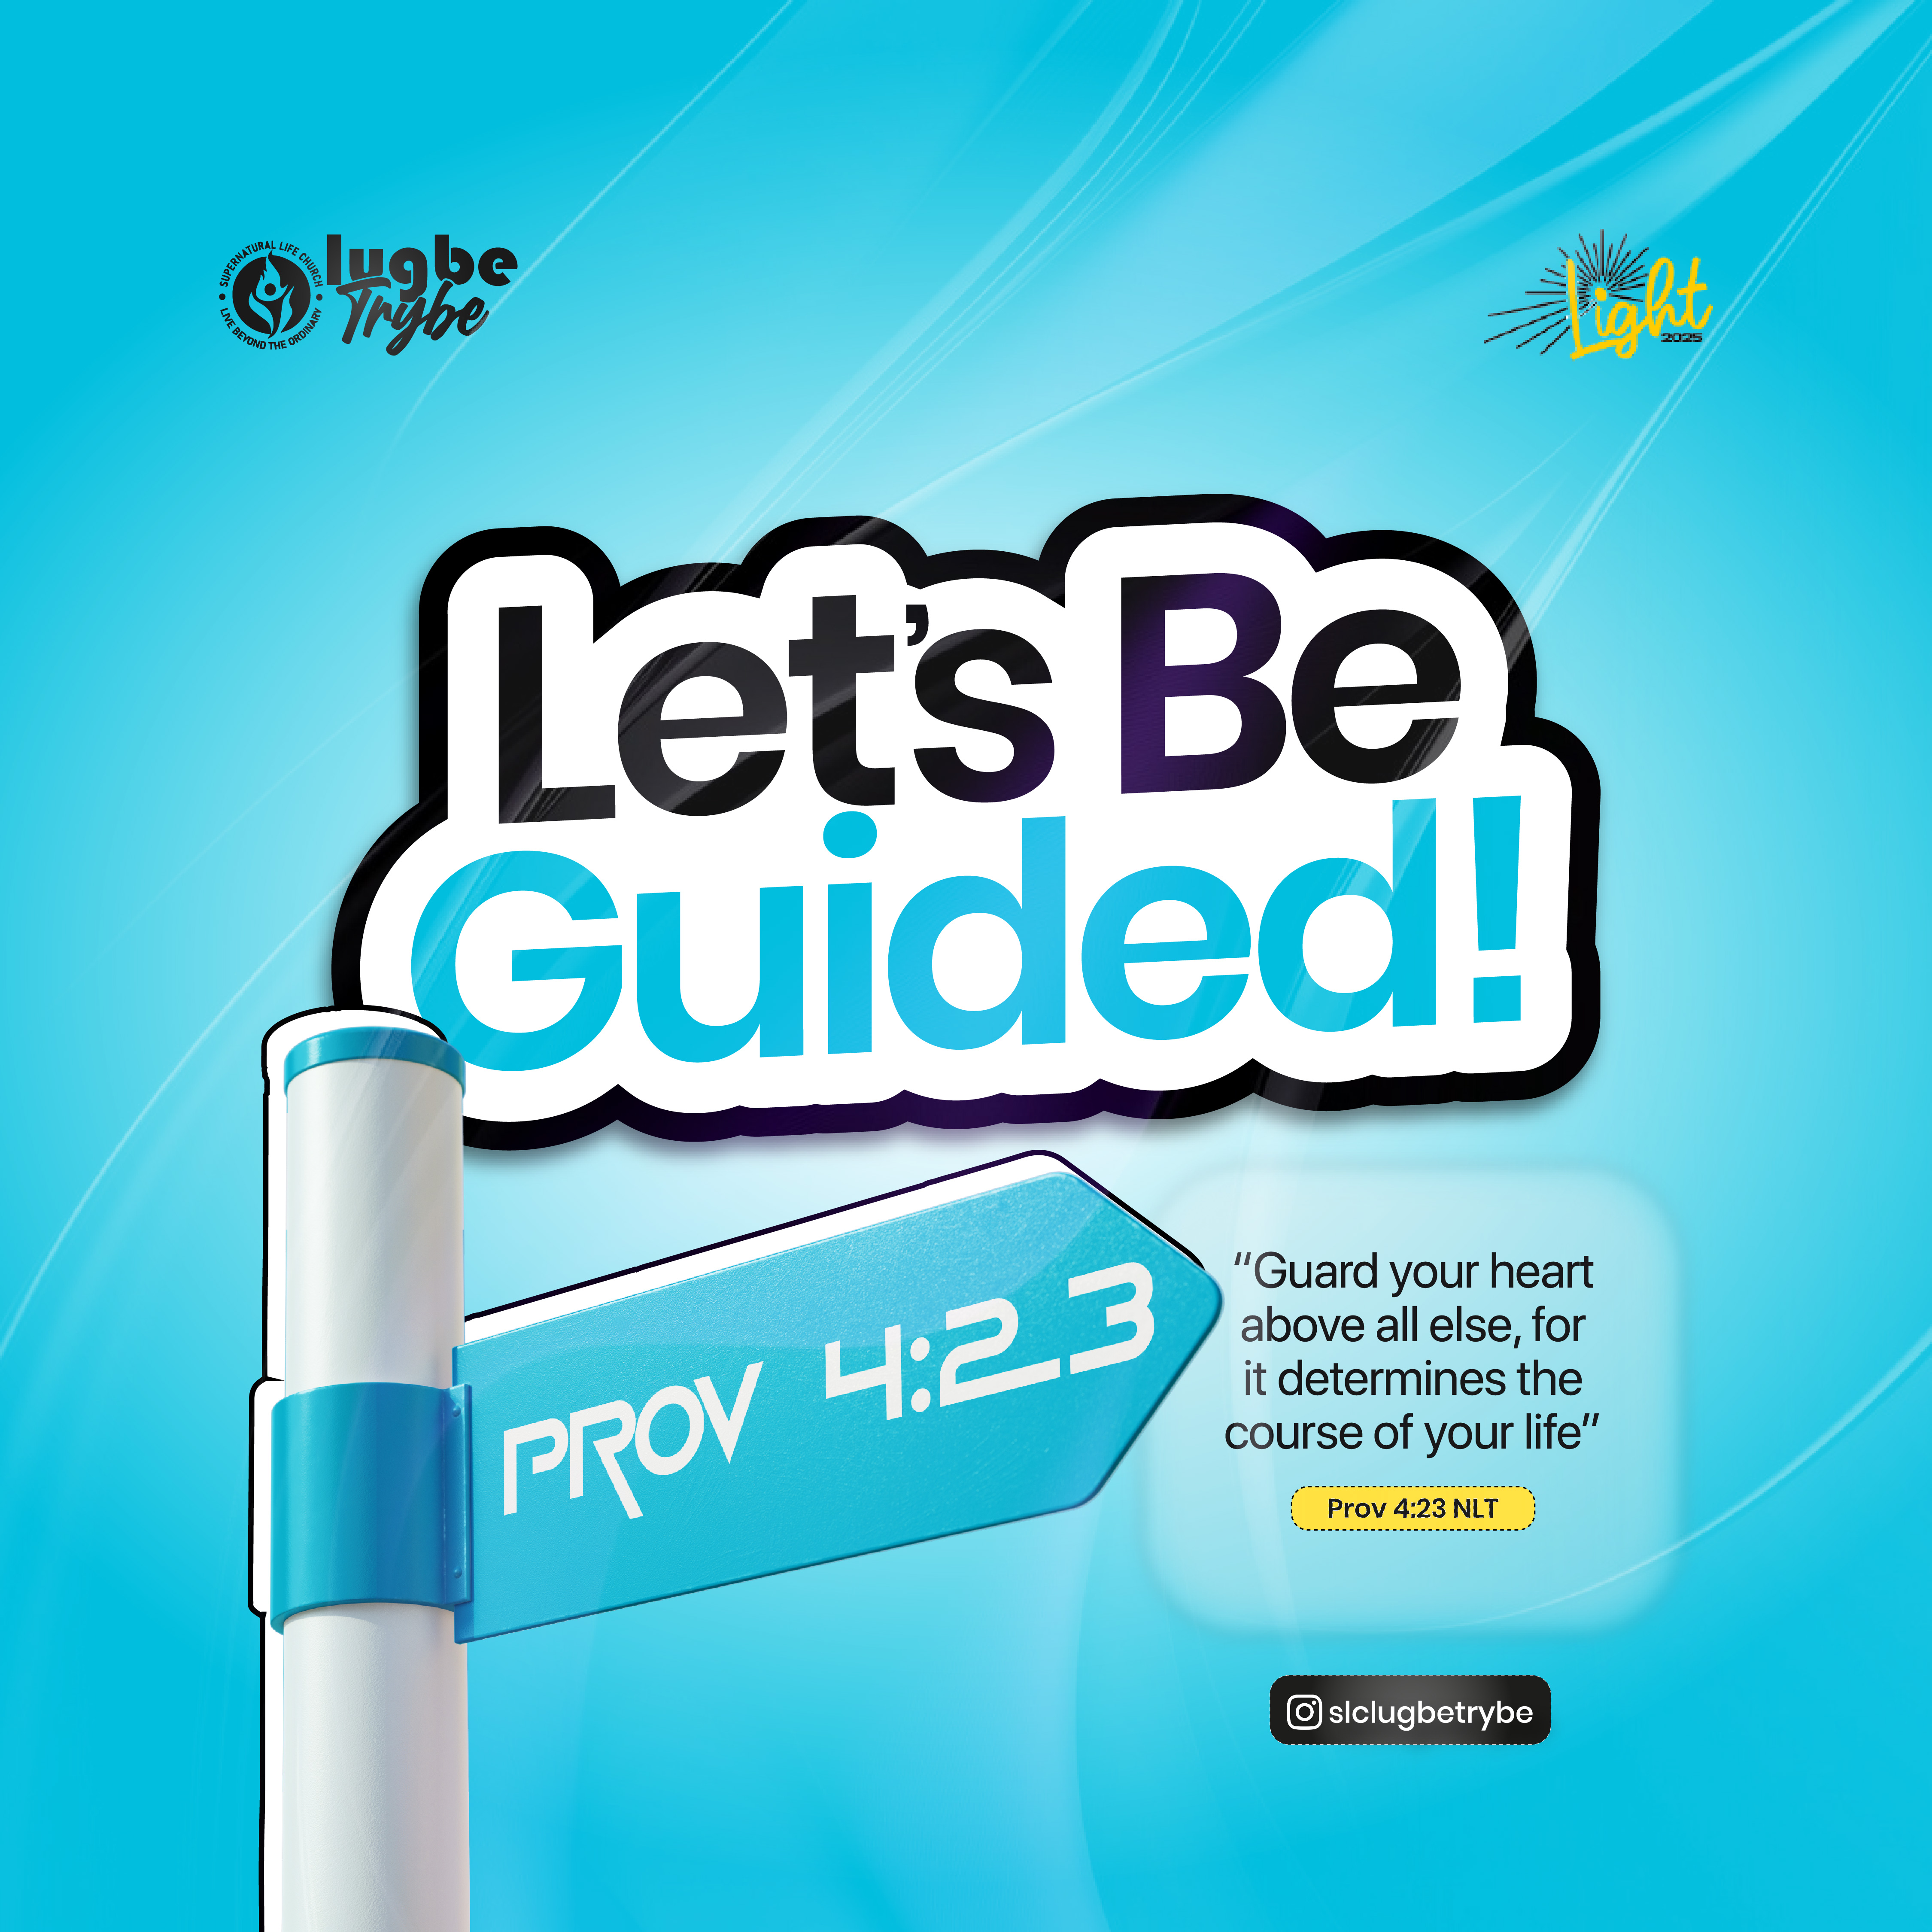 SUPERNATURAL LIFE CHURCH
LIVE BEYOND THE ORDINARY
lugbe
Trybe
Light
2025
Let's Be
Guided!
PROV 4:23
“Guard your heart
above all else, for
it determines the
course of your life”
Prov 4:23 NLT
slclugbetrybe